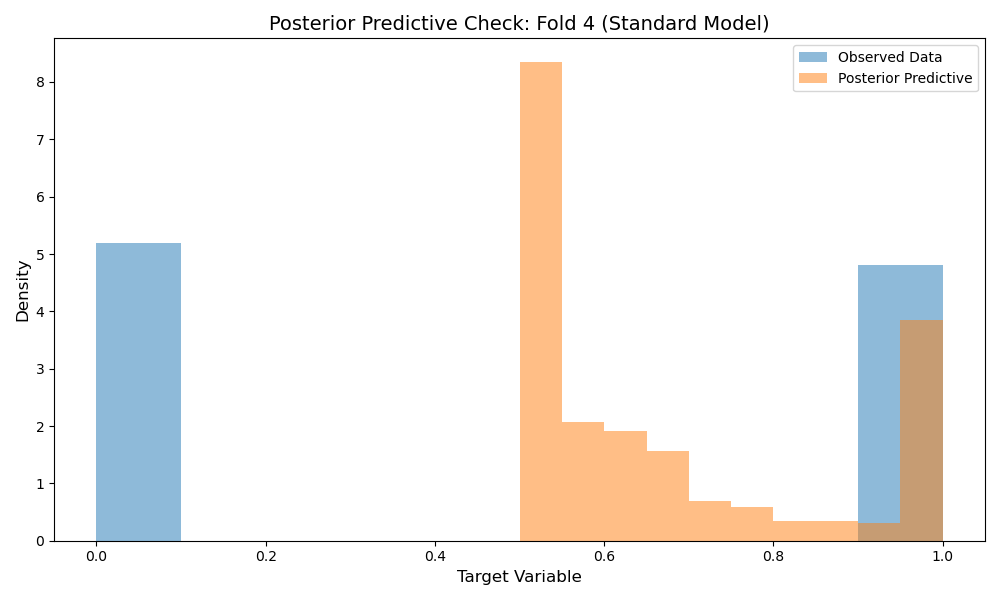 Posterior Predictive Check: Fold 4 (Standard Model)
Observed Data
Posterior Predictive
Density
8
7
6
5
4
3
2
1
0
0.0 0.2 0.4 0.6 0.8 1.0
Target Variable